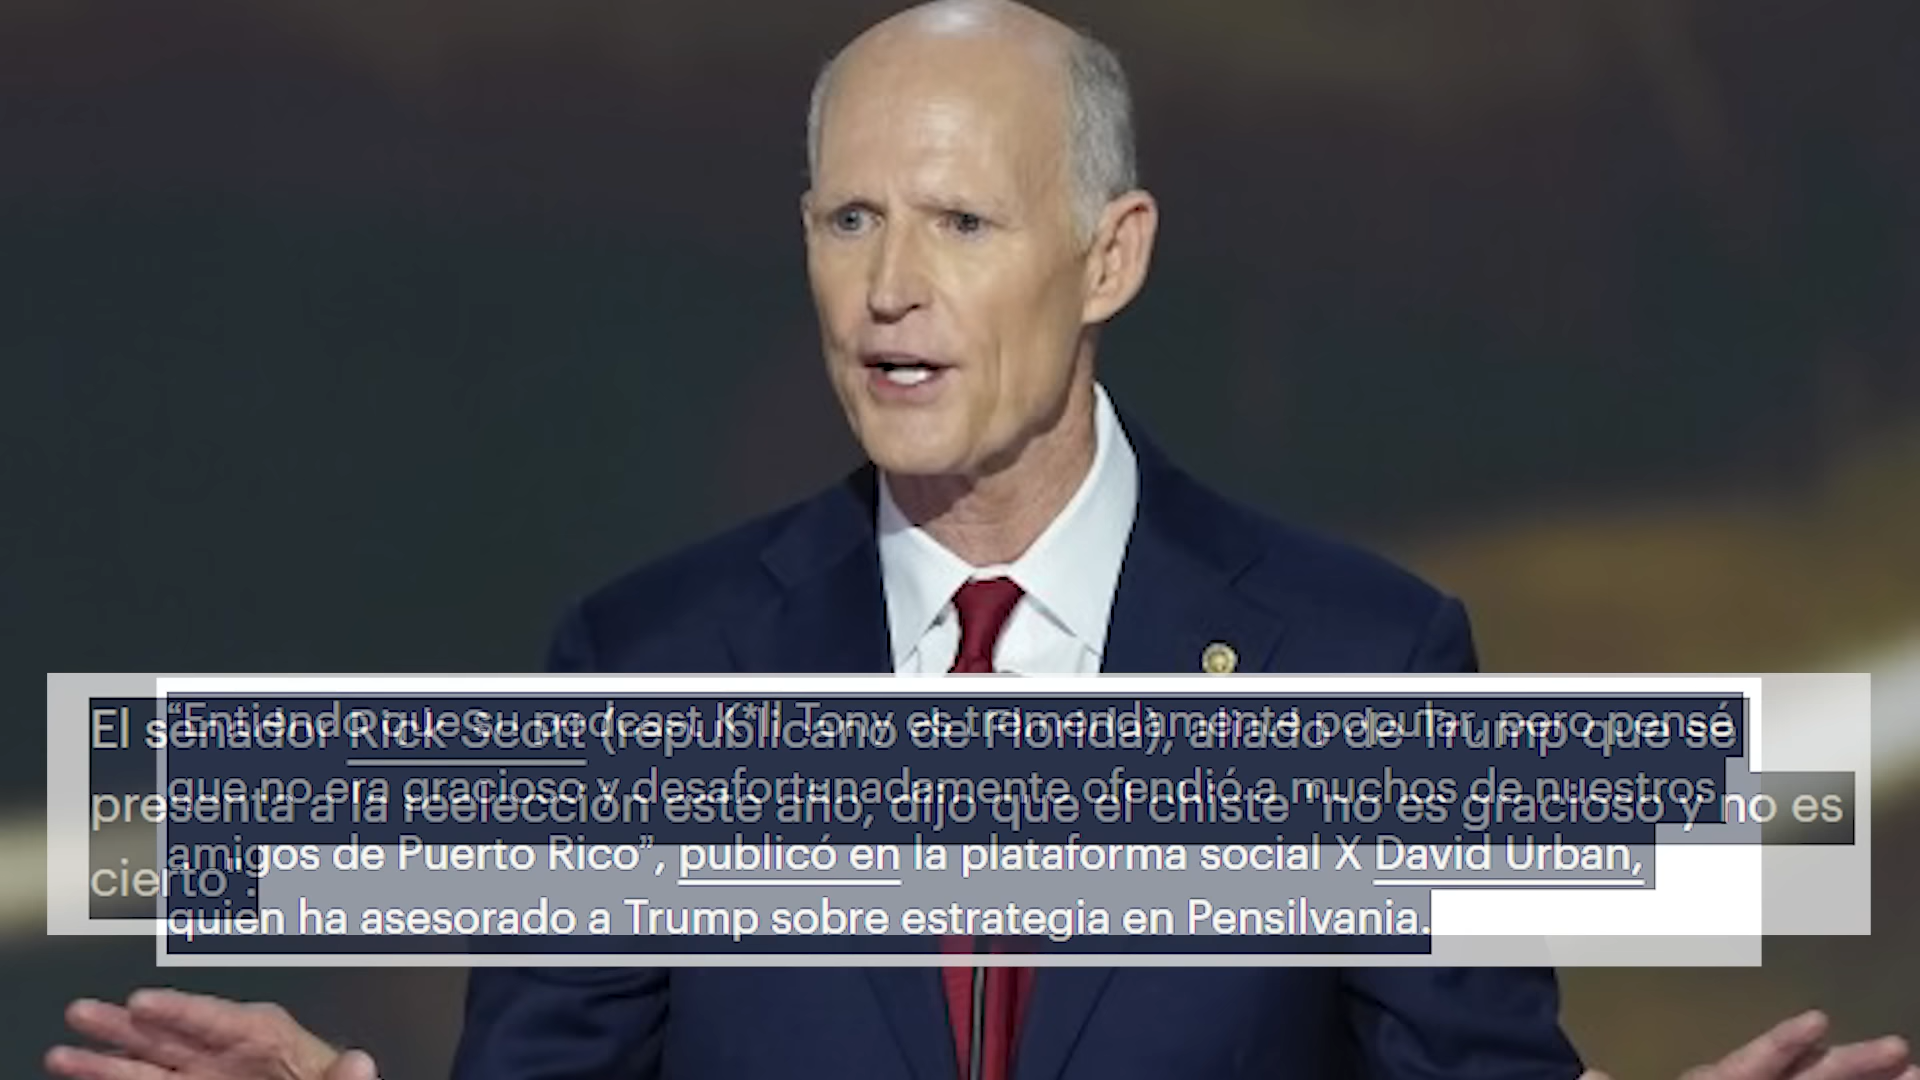 El senador Rick Scott (republicano de Florida), aliado de Trump que se
presenta a la reelección este año, dijo que el chiste "no es gracioso y no es
cierto".
“Entiendo que su podcast K*li Tony es tremendamente popular, pero pensé
que no era gracioso y desafortunadamente ofendió a muchos de nuestros
amigos de Puerto Rico”, publicó en la plataforma social X David Urban,
quien ha asesorado a Trump sobre estrategia en Pensilvania.